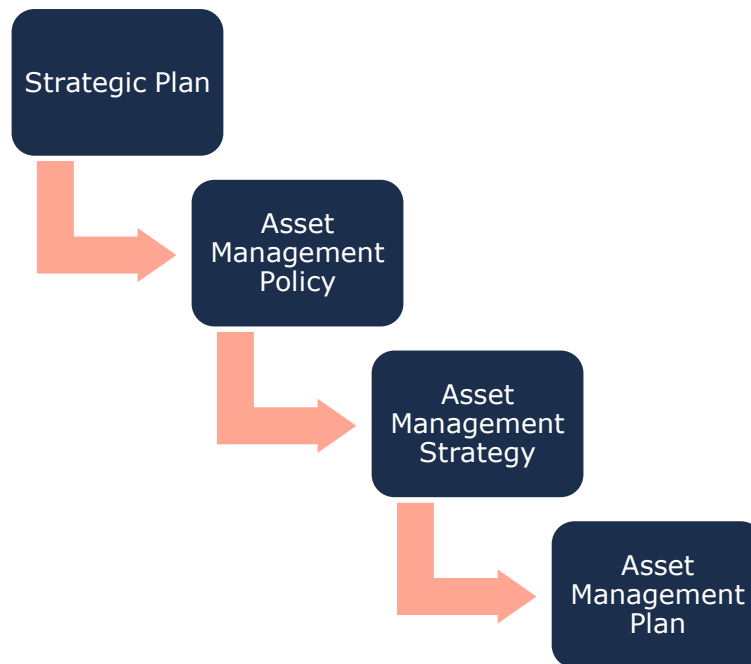 Strategic Plan
Asset
Management
Policy
Asset
Management
Strategy
Asset
Management
Plan